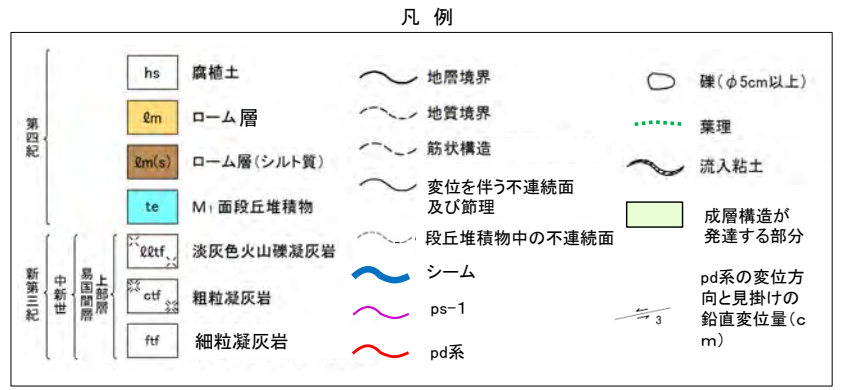 凡 例
第四紀
hs 腐植土
ℓm ローム層
ℓm(s) ローム層(シルト質)
te M₁面段丘堆積物
新第三紀
中新世
易国間層
上部層
ℓℓtf 淡灰色火山礫凝灰岩
ctf 粗粒凝灰岩
ftf 細粒凝灰岩
地層境界
地質境界
筋状構造
変位を伴う不連続面
及び節理
段丘堆積物中の不連続面
シーム
ps-1
pd系
礫(φ5cm以上)
葉理
流入粘土
成層構造が
発達する部分
3
pd系の変位方
向と見掛けの
鉛直変位量(c
m)